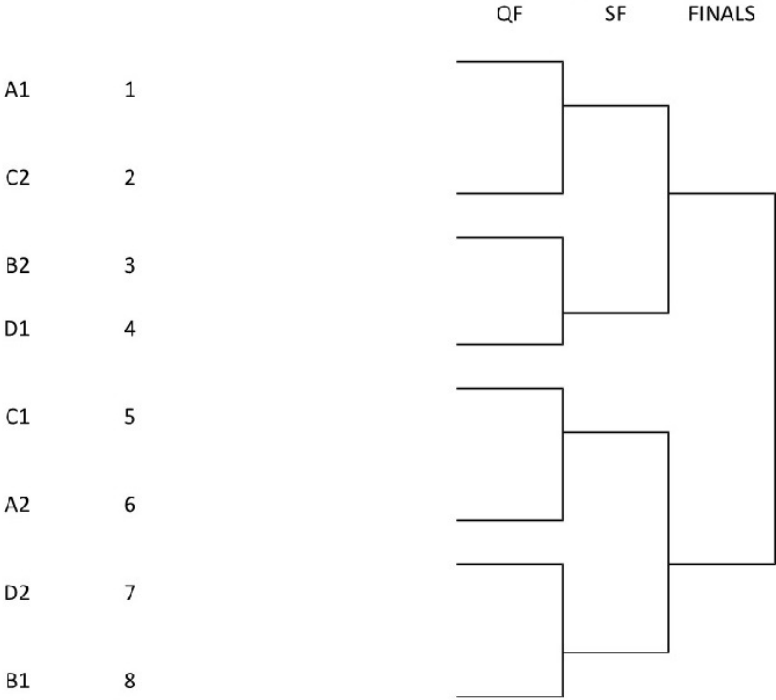 QF SF FINALS
A1 1
C2 2
B2 3
D1 4
C1 5
A2 6
D2 7
B1 8